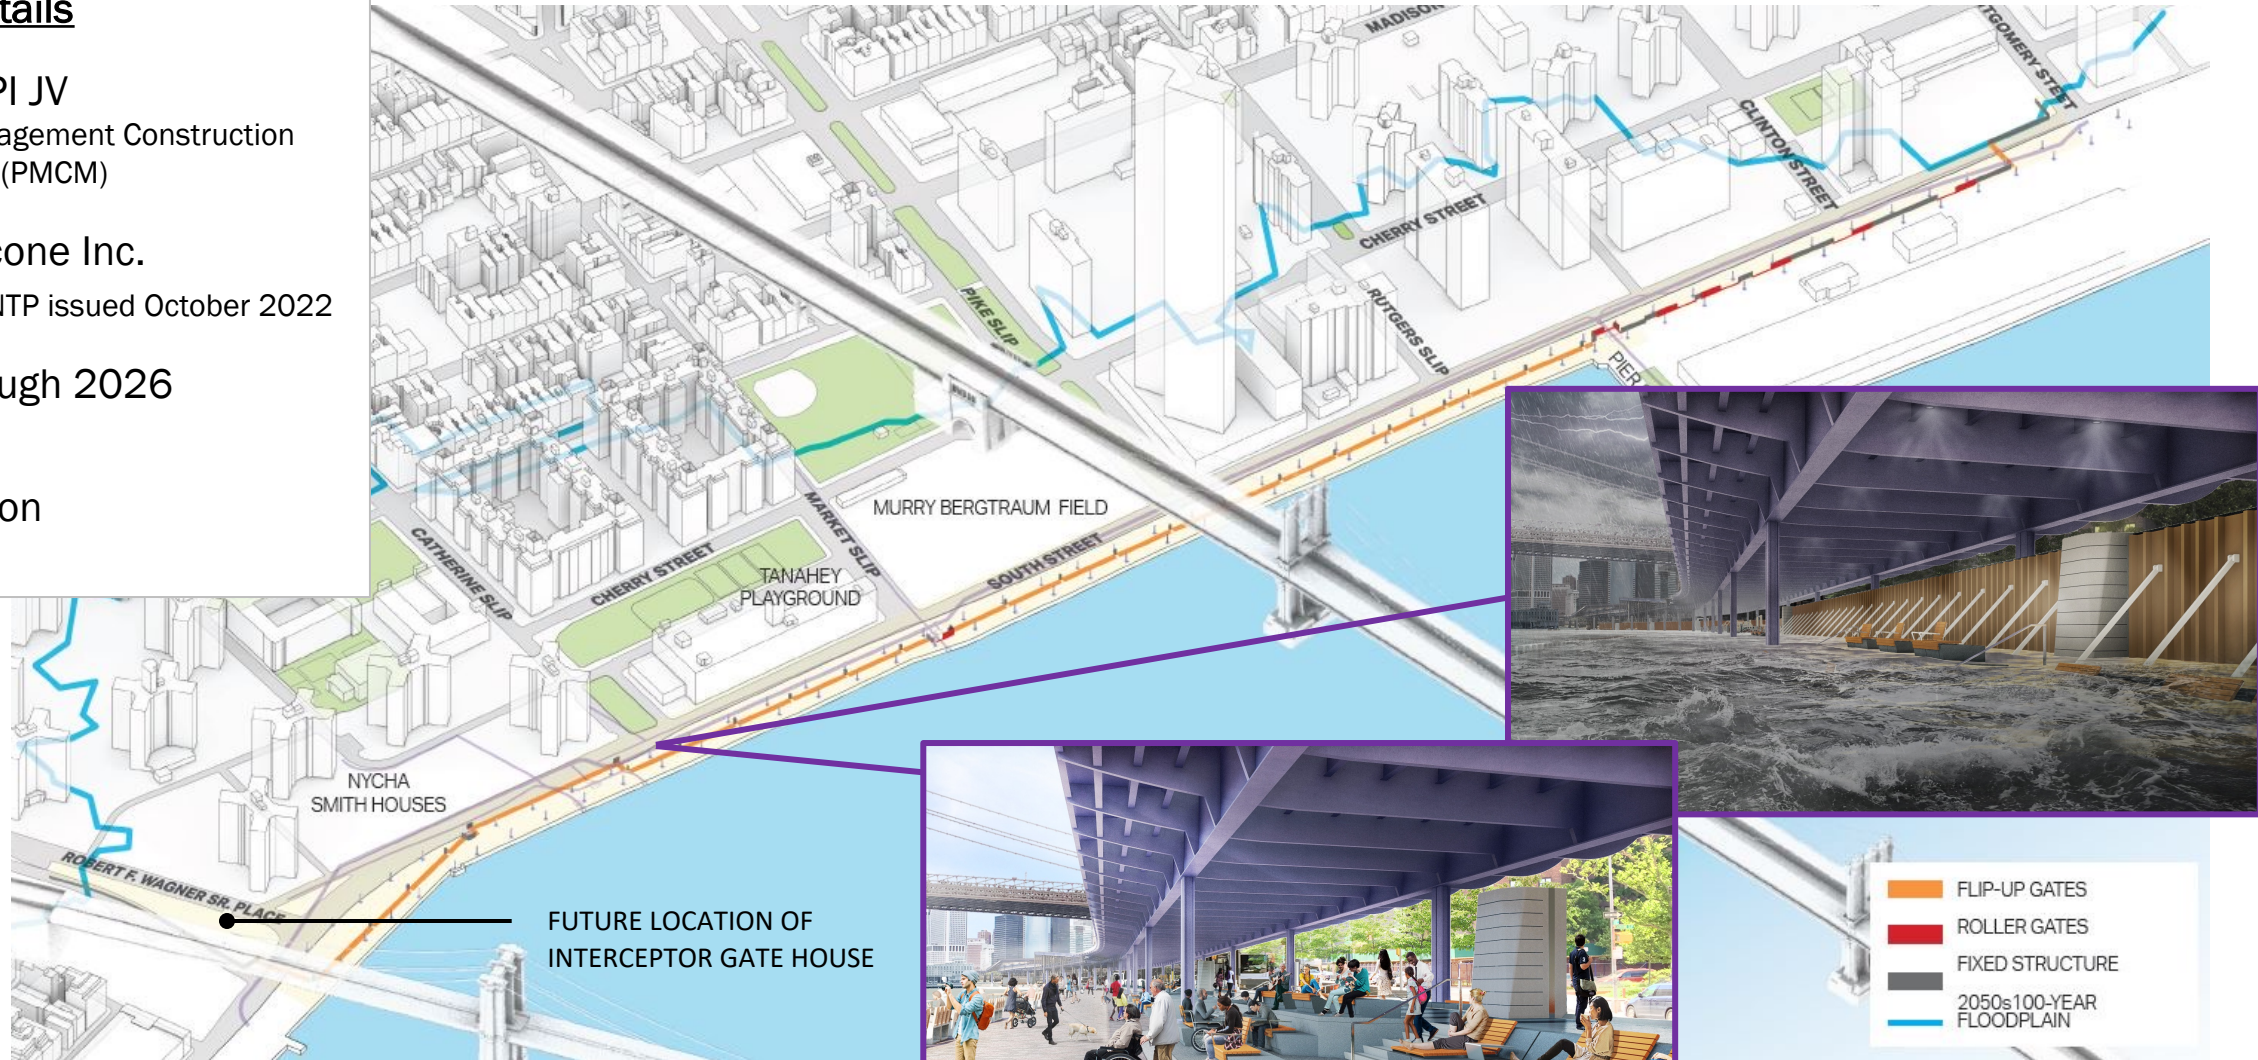 tails
PI JV
agement Construction
(PMCM)
cone Inc.
NTP issued October 2022
ugh 2026
on
MADISON
TGOMERY STREET
CLINTON STREET
CHERRY STREET
PIKE SLIP
RUTGERS SLIP
PIER
MURRY BERGTRAUM FIELD
MARKET SLIP
SOUTH STREET
CATHERINE SLIP
CHERRY STREET
TANAHEY
PLAYGROUND
NYCHA
SMITH HOUSES
ROBERT F. WAGNER SR. PLACE
FUTURE LOCATION OF
INTERCEPTOR GATE HOUSE
FLIP-UP GATES
ROLLER GATES
FIXED STRUCTURE
2050s100-YEAR
FLOODPLAIN